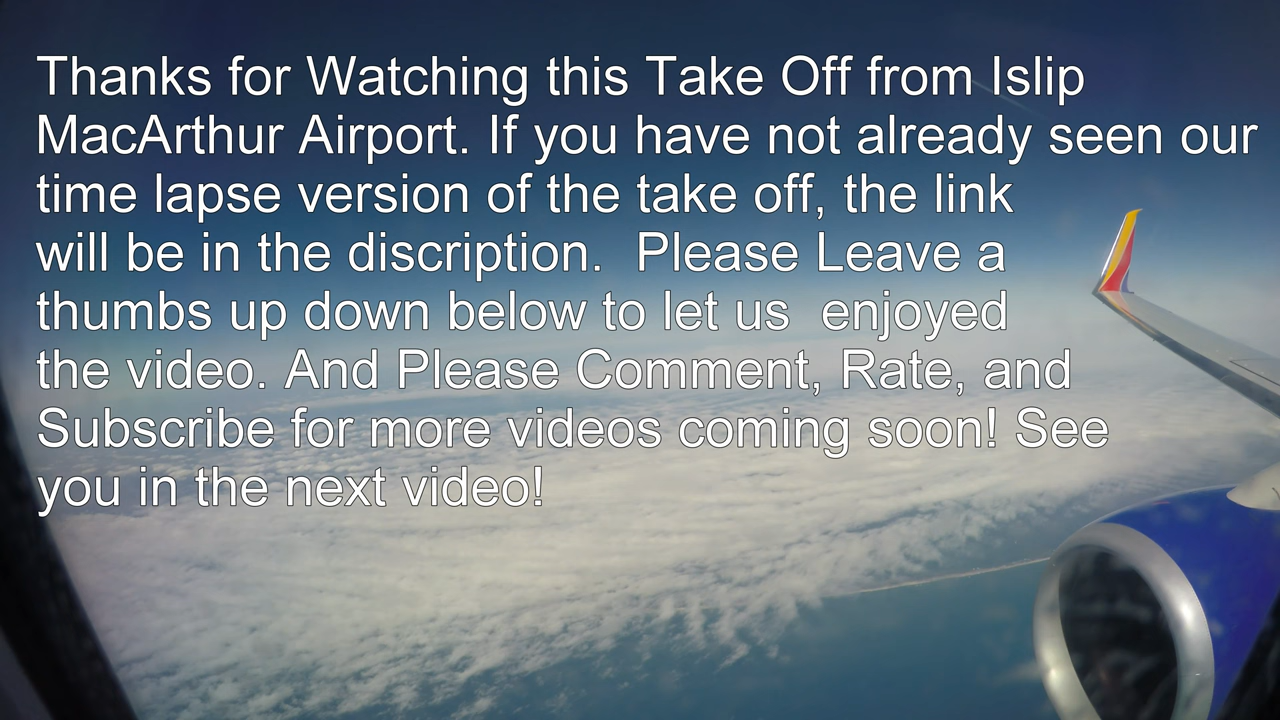 Thanks for Watching this Take Off from Islip
MacArthur Airport. If you have not already seen our
time lapse version of the take off, the link
will be in the discription.  Please Leave a
thumbs up down below to let us  enjoyed
the video. And Please Comment, Rate, and
Subscribe for more videos coming soon! See
you in the next video!